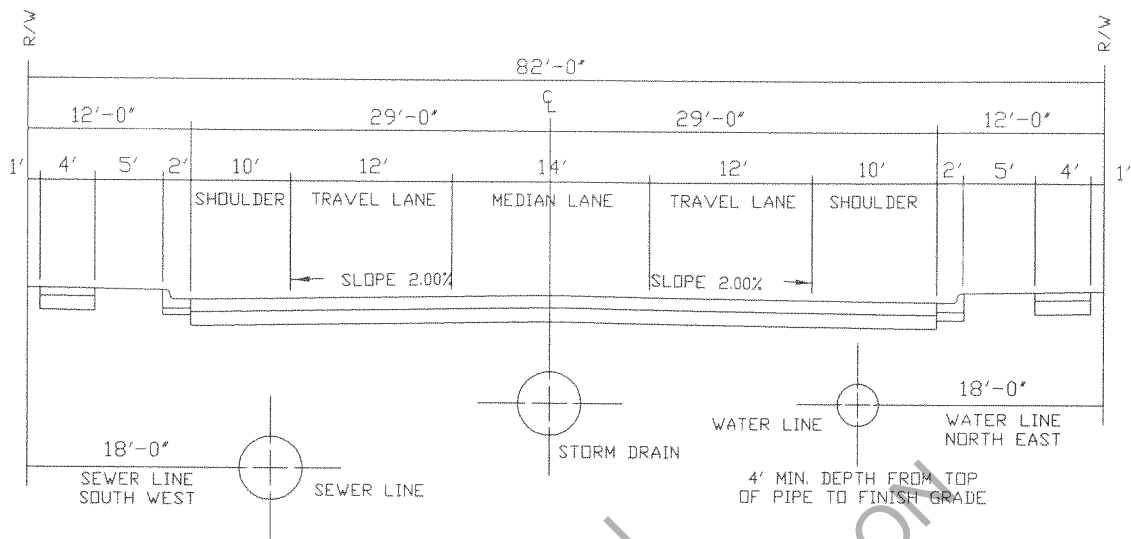 R/W
R/W
82'-0"
12'-0"
29'-0"
℄
29'-0"
12'-0"
1'
4'
5'
2'
10'
12'
14'
12'
10'
2'
5'
4'
1'
SHOULDER
TRAVEL LANE
MEDIAN LANE
TRAVEL LANE
SHOULDER
SLOPE 2.00%
SLOPE 2.00%
18'-0"
SEWER LINE
SOUTH WEST
SEWER LINE
STORM DRAIN
WATER LINE
18'-0"
WATER LINE
NORTH EAST
4' MIN. DEPTH FROM TOP
OF PIPE TO FINISH GRADE